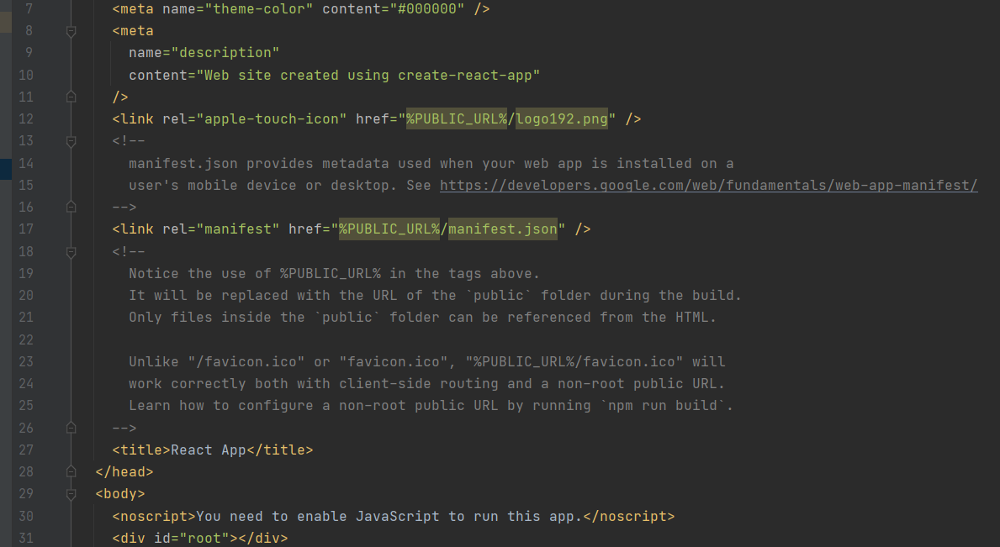 7 <meta name="theme-color" content="#000000" />
8 <meta
9 name="description"
10 content="Web site created using create-react-app"
11 />
12 <link rel="apple-touch-icon" href="%PUBLIC_URL%/logo192.png" />
13 <!--
14 manifest.json provides metadata used when your web app is installed on a
15 user's mobile device or desktop. See https://developers.google.com/web/fundamentals/web-app-manifest/
16 -->
17 <link rel="manifest" href="%PUBLIC_URL%/manifest.json" />
18 <!--
19 Notice the use of %PUBLIC_URL% in the tags above.
20 It will be replaced with the URL of the `public` folder during the build.
21 Only files inside the `public` folder can be referenced from the HTML.
22
23 Unlike "/favicon.ico" or "favicon.ico", "%PUBLIC_URL%/favicon.ico" will
24 work correctly both with client-side routing and a non-root public URL.
25 Learn how to configure a non-root public URL by running `npm run build`.
26 -->
27 <title>React App</title>
28 </head>
29 <body>
30 <noscript>You need to enable JavaScript to run this app.</noscript>
31 <div id="root"></div>